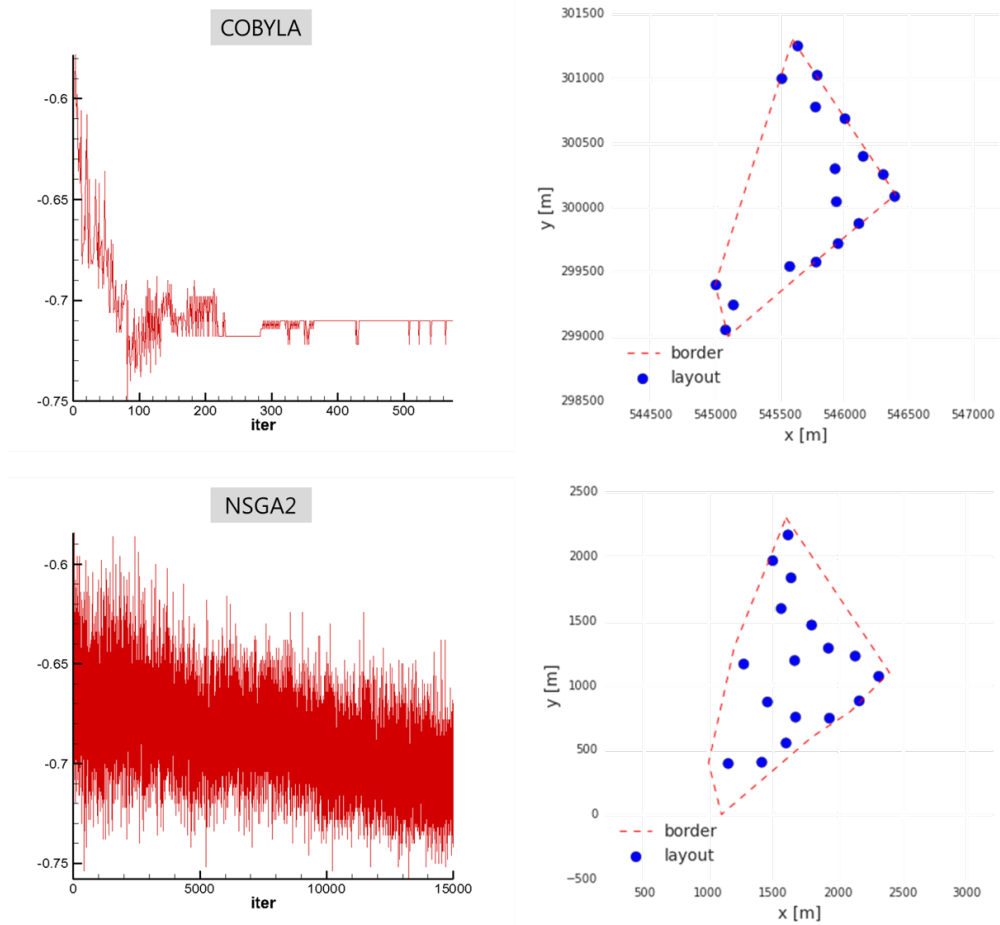 COBYLA
-0.6
-0.65
-0.7
-0.75
0 100 200 300 400 500
iter
301500
301000
300500
300000
299500
299000
298500
y [m]
border
layout
544500 545000 545500 546000 546500 547000
x [m]
NSGA2
-0.6
-0.65
-0.7
-0.75
0 5000 10000 15000
iter
2500
2000
1500
1000
500
0
−500
y [m]
border
layout
500 1000 1500 2000 2500 3000
x [m]